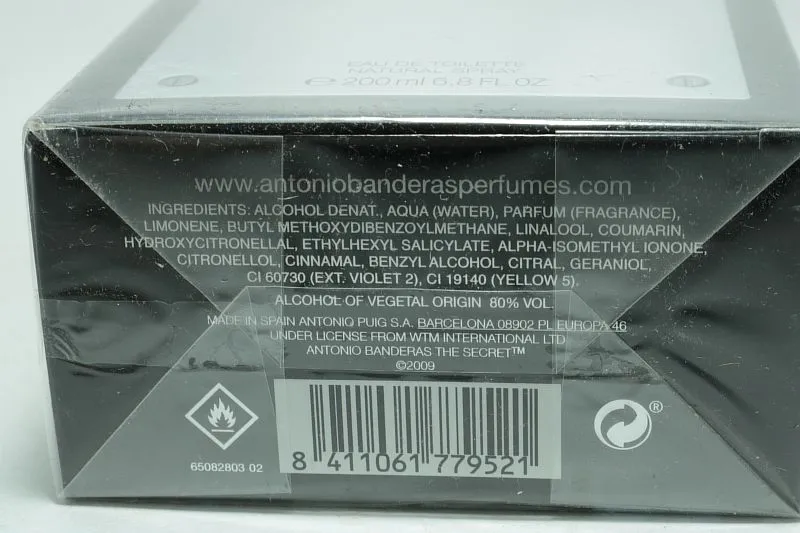 EAU DE TOILETTE
NATURAL SPRAY
℮ 200 ml 6.8 FL.OZ
www.antoniobanderasperfumes.com
INGREDIENTS: ALCOHOL DENAT., AQUA (WATER), PARFUM (FRAGRANCE),
LIMONENE, BUTYL METHOXYDIBENZOYLMETHANE, LINALOOL, COUMARIN,
HYDROXYCITRONELLAL, ETHYLHEXYL SALICYLATE, ALPHA-ISOMETHYL IONONE,
CITRONELLOL, CINNAMAL, BENZYL ALCOHOL, CITRAL, GERANIOL,
CI 60730 (EXT. VIOLET 2), CI 19140 (YELLOW 5).
ALCOHOL OF VEGETAL ORIGIN 80% VOL
MADE IN SPAIN ANTONIO PUIG S.A. BARCELONA 08902 PL EUROPA 46
UNDER LICENSE FROM WTM INTERNATIONAL LTD
ANTONIO BANDERAS THE SECRET™
©2009
®
65082803 02
8 411061 779521